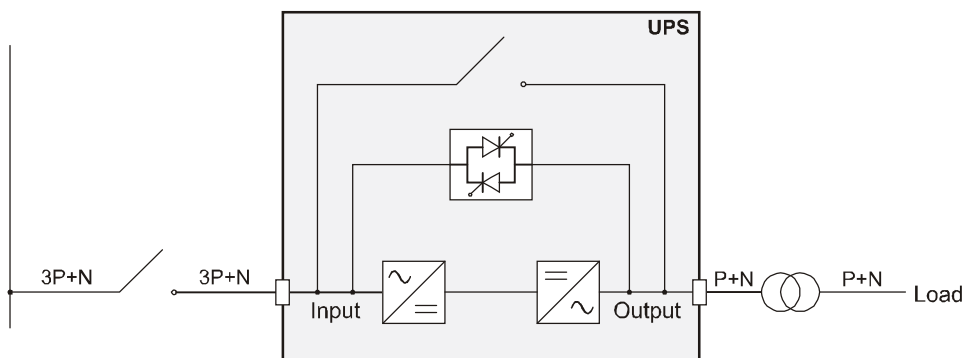 UPS
3P+N
3P+N
Input
Output
P+N
P+N
Load